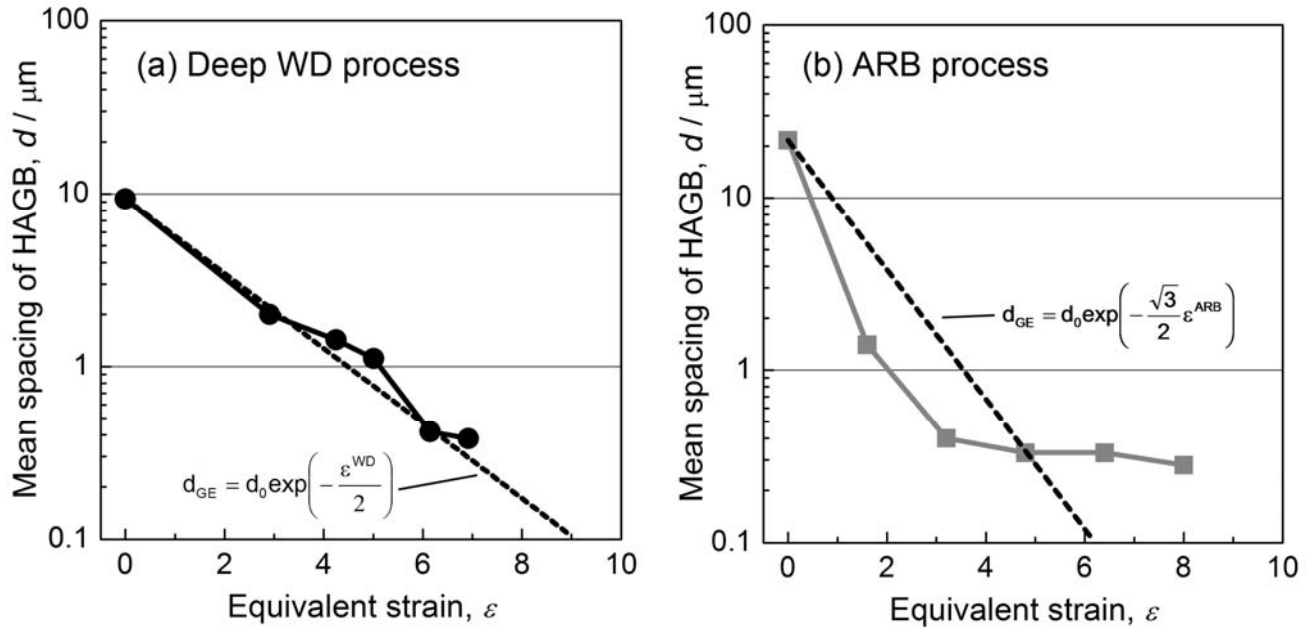 (a) Deep WD process
Mean spacing of HAGB, d / μm
100
10
1
0.1
d_GE = d_0 exp(− ε^WD / 2)
0 2 4 6 8 10
Equivalent strain, ε
(b) ARB process
Mean spacing of HAGB, d / μm
100
10
1
0.1
d_GE = d_0 exp(− √3 / 2 ε^ARB)
0 2 4 6 8 10
Equivalent strain, ε